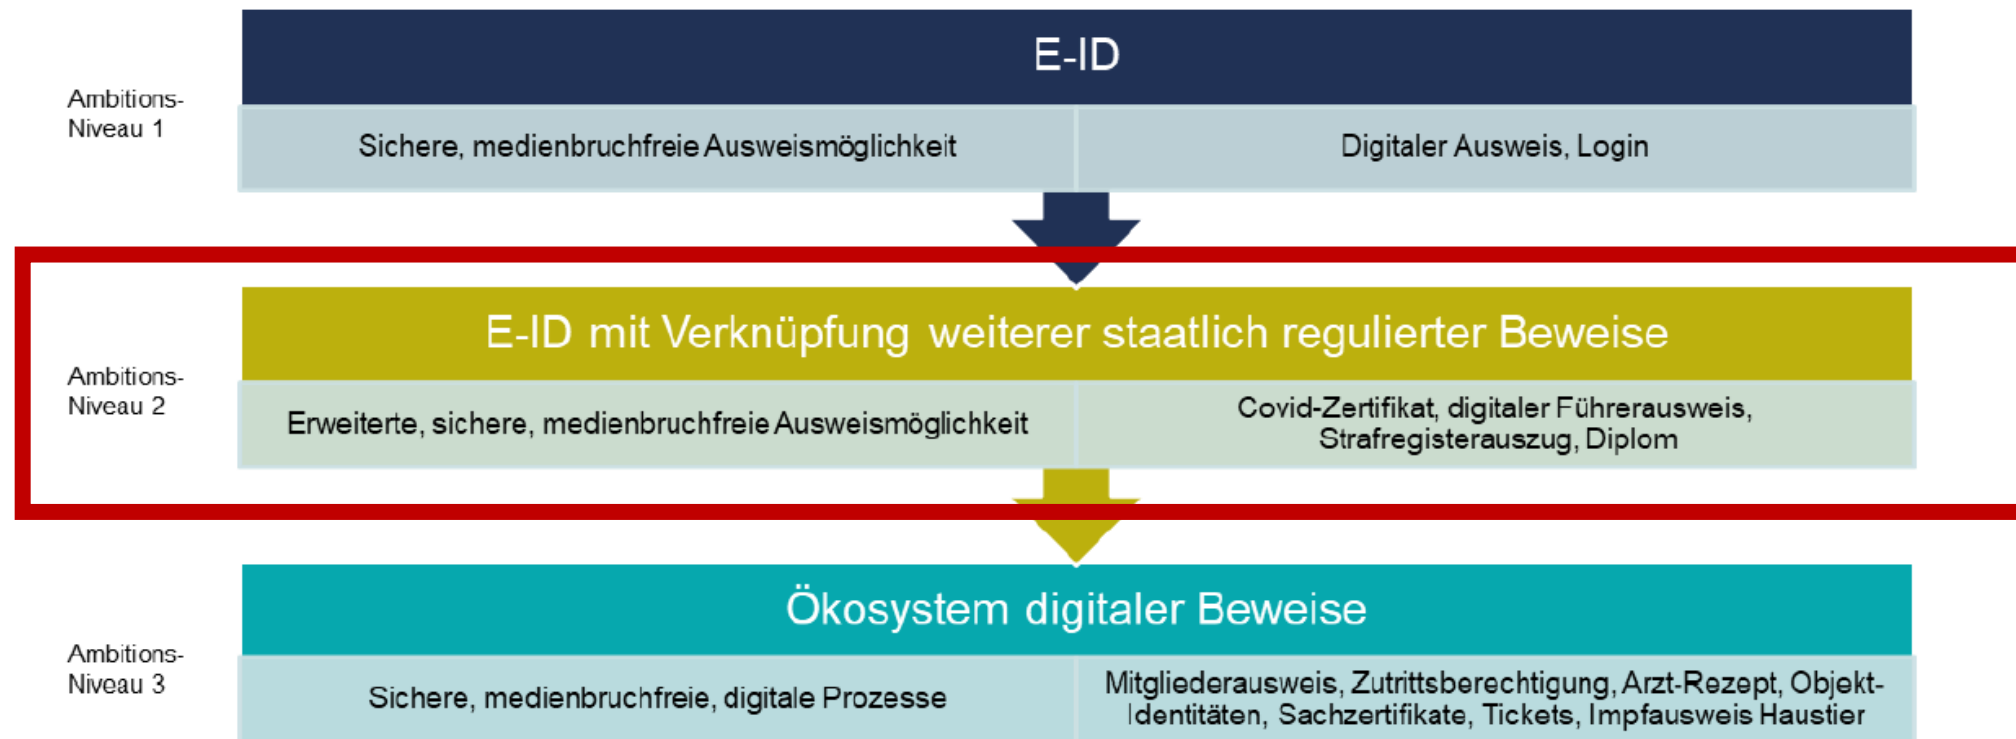 E-ID
Ambitions-
Niveau 1
Sichere, medienbruchfreie Ausweismöglichkeit
Digitaler Ausweis, Login
E-ID mit Verknüpfung weiterer staatlich regulierter Beweise
Ambitions-
Niveau 2
Erweiterte, sichere, medienbruchfreie Ausweismöglichkeit
Covid-Zertifikat, digitaler Führerausweis,
Strafregisterauszug, Diplom
Ökosystem digitaler Beweise
Ambitions-
Niveau 3
Sichere, medienbruchfreie, digitale Prozesse
Mitgliederausweis, Zutrittsberechtigung, Arzt-Rezept, Objekt-
Identitäten, Sachzertifikate, Tickets, Impfausweis Haustier